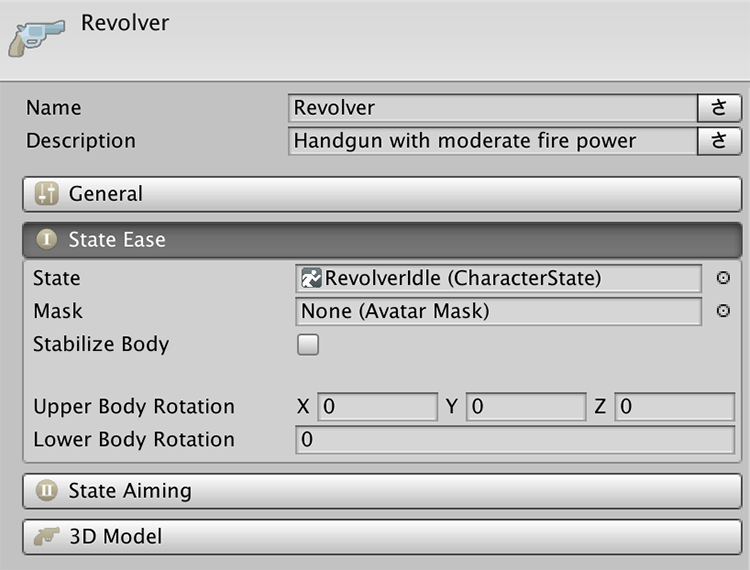 Revolver
Name Revolver さ
Description Handgun with moderate fire power さ
General
I State Ease
State RevolverIdle (CharacterState)
Mask None (Avatar Mask)
Stabilize Body
Upper Body Rotation X 0 Y 0 Z 0
Lower Body Rotation 0
II State Aiming
3D Model